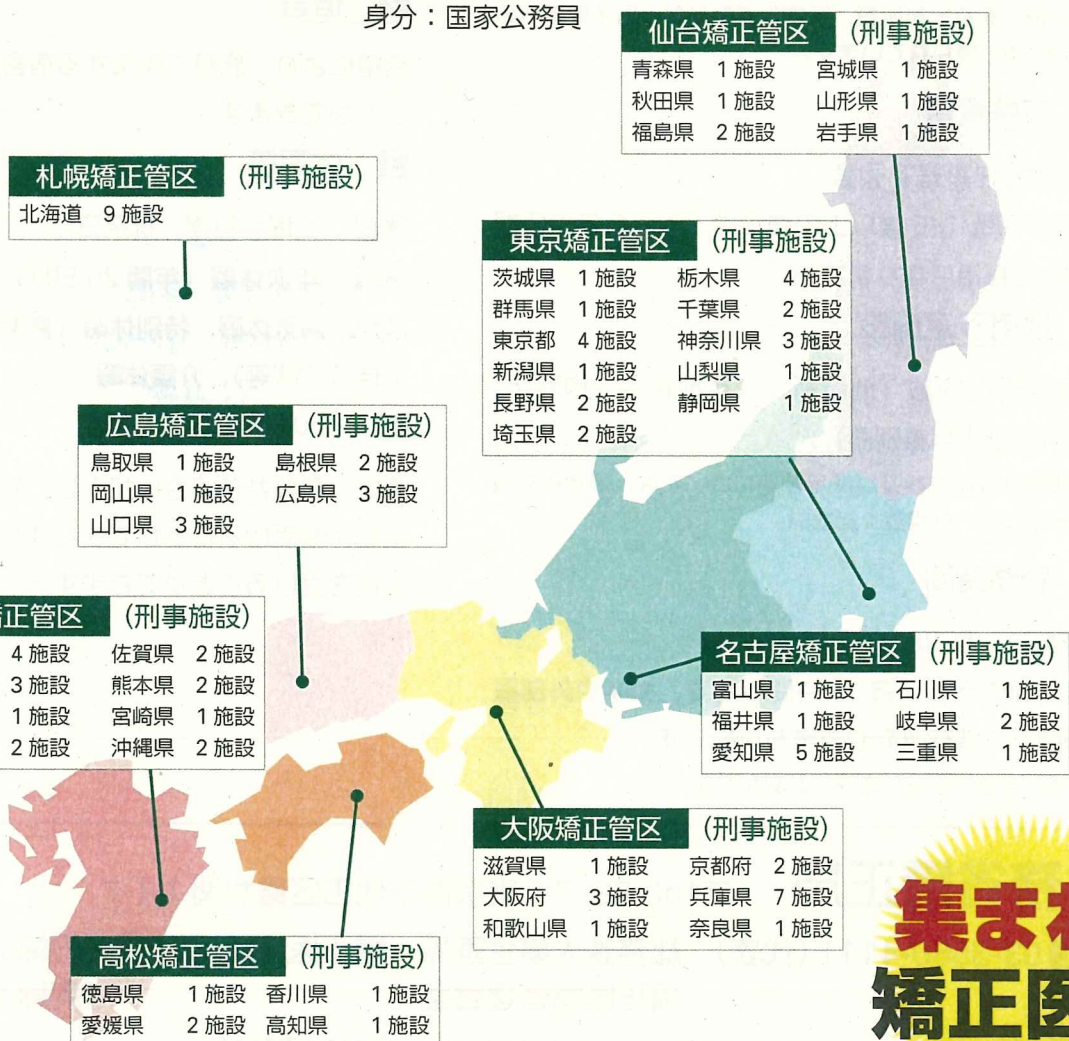 身分：国家公務員
仙台矯正管区 (刑事施設)
青森県 1施設 宮城県 1施設
秋田県 1施設 山形県 1施設
福島県 2施設 岩手県 1施設
札幌矯正管区 (刑事施設)
北海道 9施設
東京矯正管区 (刑事施設)
茨城県 1施設 栃木県 4施設
群馬県 1施設 千葉県 2施設
東京都 4施設 神奈川県 3施設
新潟県 1施設 山梨県 1施設
長野県 2施設 静岡県 1施設
埼玉県 2施設
広島矯正管区 (刑事施設)
鳥取県 1施設 島根県 2施設
岡山県 1施設 広島県 3施設
山口県 3施設
矯正管区 (刑事施設)
4施設 佐賀県 2施設
3施設 熊本県 2施設
1施設 宮崎県 1施設
2施設 沖縄県 2施設
名古屋矯正管区 (刑事施設)
富山県 1施設 石川県 1施設
福井県 1施設 岐阜県 2施設
愛知県 5施設 三重県 1施設
大阪矯正管区 (刑事施設)
滋賀県 1施設 京都府 2施設
大阪府 3施設 兵庫県 7施設
和歌山県 1施設 奈良県 1施設
高松矯正管区 (刑事施設)
徳島県 1施設 香川県 1施設
愛媛県 2施設 高知県 1施設
集まれ
矯正医